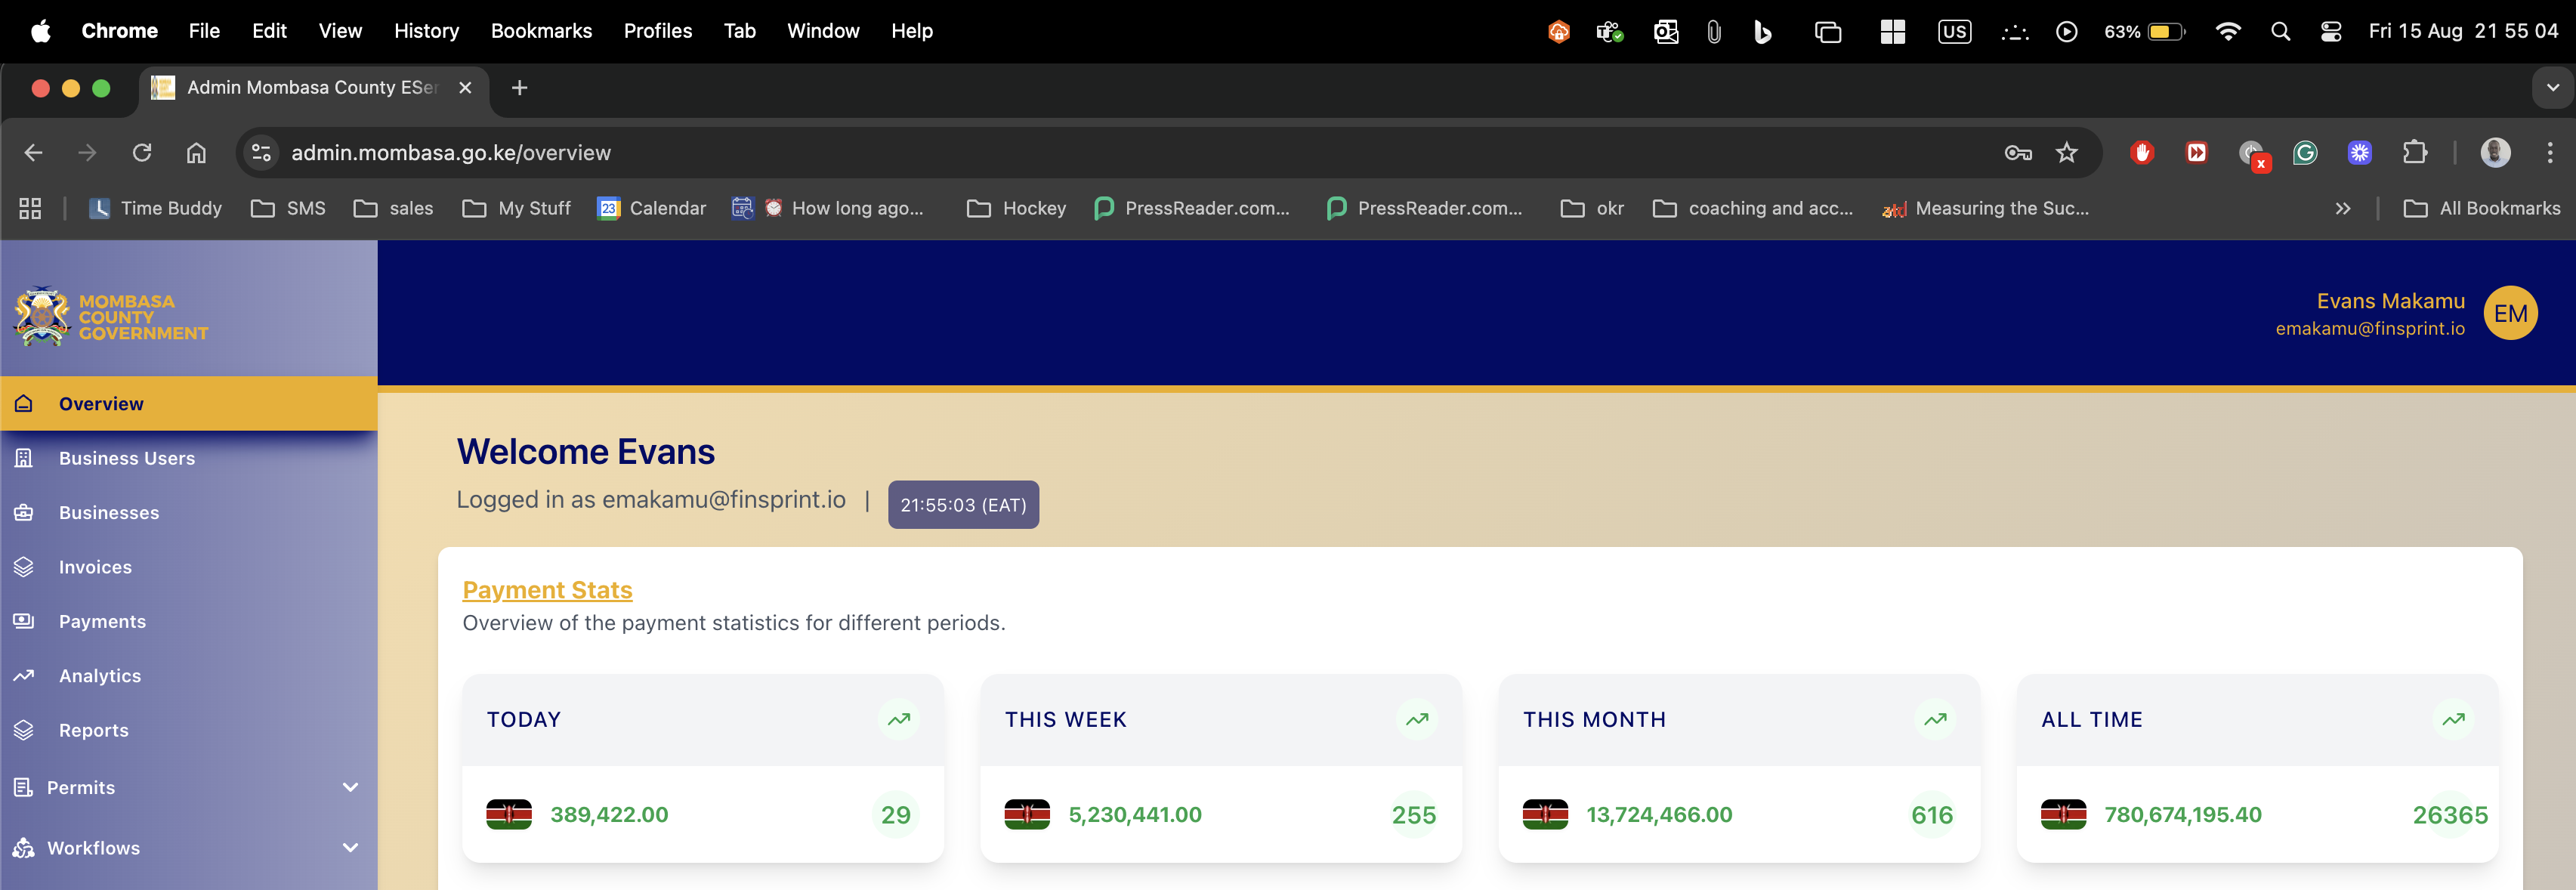 Chrome File Edit View History Bookmarks Profiles Tab Window Help US 63% Fri 15 Aug 21 55 04
Admin Mombasa County ESer
admin.mombasa.go.ke/overview
Time Buddy SMS sales My Stuff 23 Calendar How long ago... Hockey PressReader.com... PressReader.com... okr coaching and acc... Measuring the Suc... All Bookmarks
MOMBASA
COUNTY
GOVERNMENT
Evans Makamu
emakamu@finsprint.io
EM
Overview
Business Users
Businesses
Invoices
Payments
Analytics
Reports
Permits
Workflows
Welcome Evans
Logged in as emakamu@finsprint.io | 21:55:03 (EAT)
Payment Stats
Overview of the payment statistics for different periods.
TODAY
389,422.00 29
THIS WEEK
5,230,441.00 255
THIS MONTH
13,724,466.00 616
ALL TIME
780,674,195.40 26365